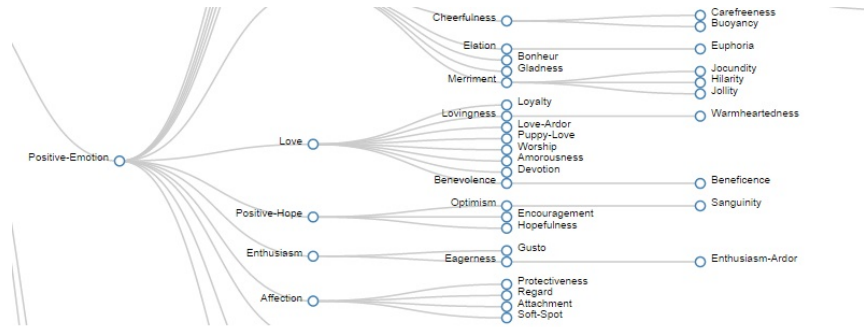 Cheerfulness
Carefreeness
Buoyancy
Elation
Euphoria
Bonheur
Gladness
Merriment
Jocundity
Hilarity
Jollity
Positive-Emotion
Love
Loyalty
Lovingness
Warmheartedness
Love-Ardor
Puppy-Love
Worship
Amorousness
Devotion
Benevolence
Beneficence
Positive-Hope
Optimism
Sanguinity
Encouragement
Hopefulness
Enthusiasm
Gusto
Eagerness
Enthusiasm-Ardor
Affection
Protectiveness
Regard
Attachment
Soft-Spot